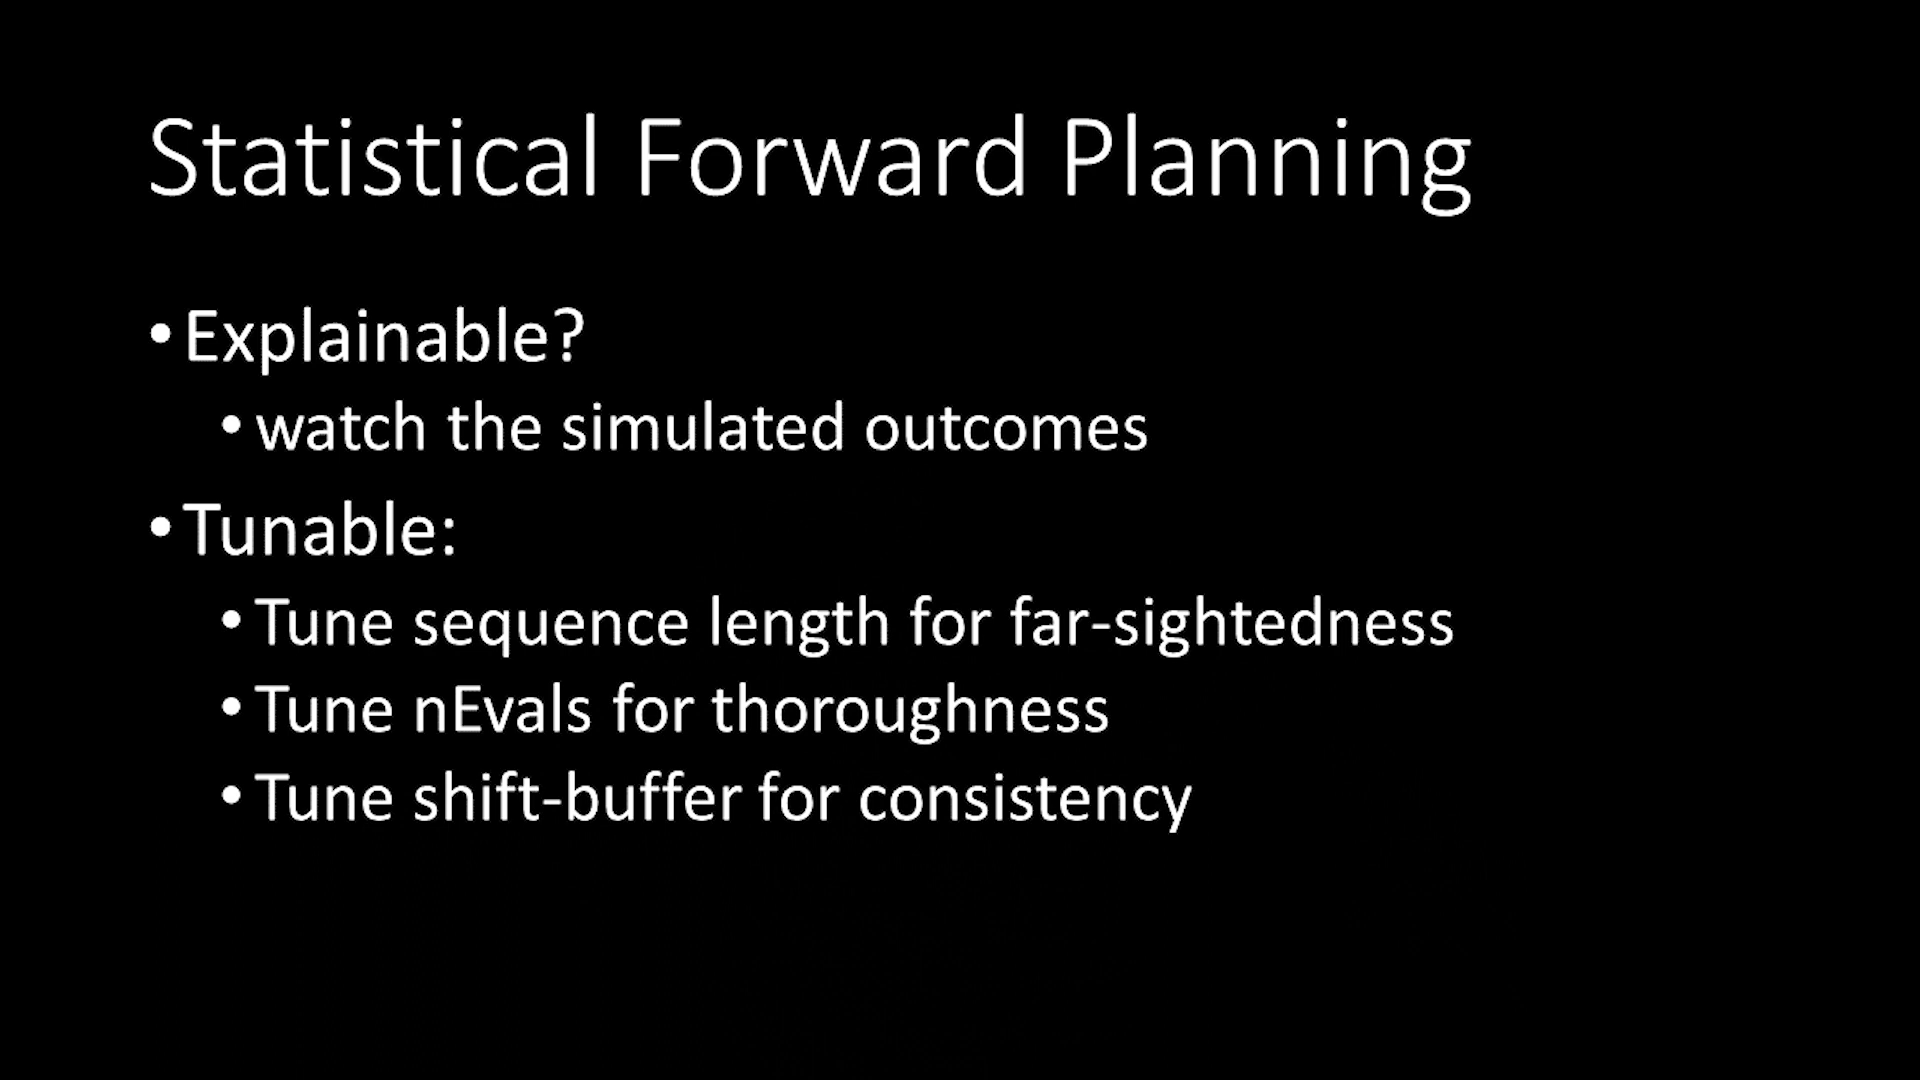 Statistical Forward Planning
• Explainable?
• watch the simulated outcomes
• Tunable:
• Tune sequence length for far-sightedness
• Tune nEvals for thoroughness
• Tune shift-buffer for consistency